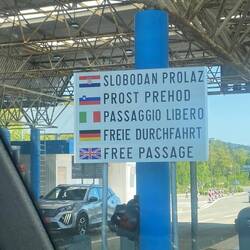 SLOBODAN PROLAZ
PROST PREHOD
PASSAGGIO LIBERO
FREIE DURCHFAHRT
FREE PASSAGE